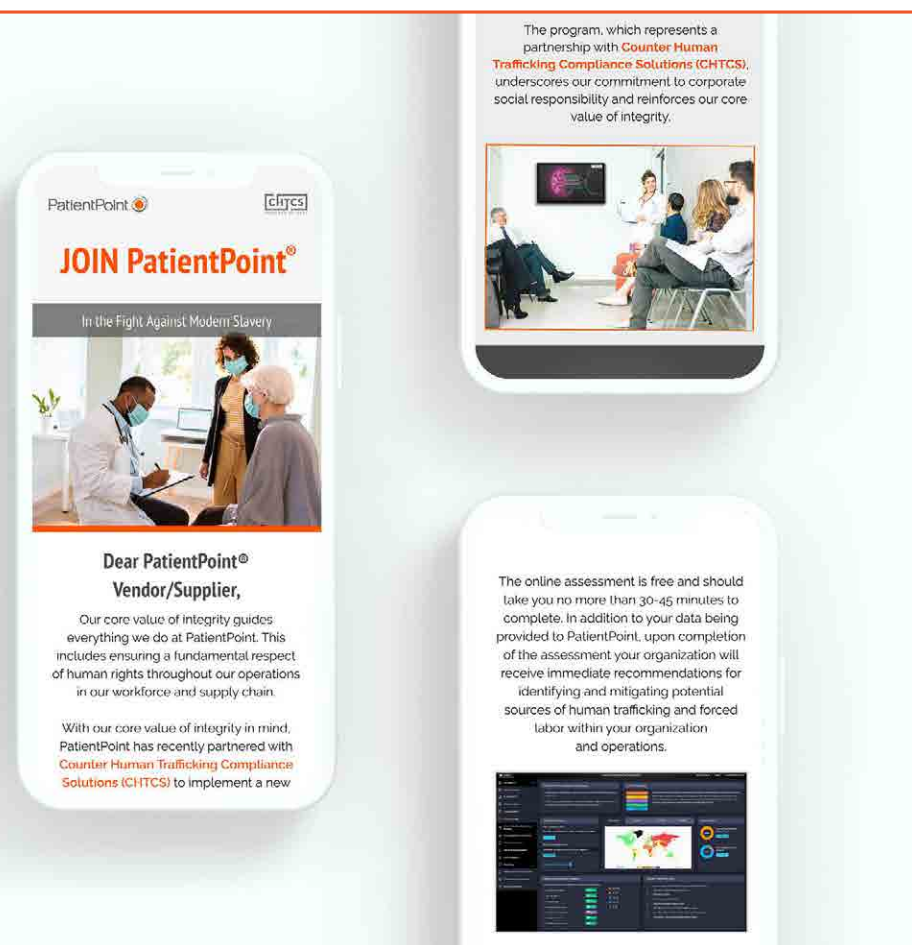 PatientPoint
CHTCS
JOIN PatientPoint®
In the Fight Against Modern Slavery
Dear PatientPoint®
Vendor/Supplier,
Our core value of integrity guides
everything we do at PatientPoint. This
includes ensuring a fundamental respect
of human rights throughout our operations
in our workforce and supply chain.
With our core value of integrity in mind,
PatientPoint has recently partnered with
Counter Human Trafficking Compliance
Solutions (CHTCS) to implement a new
The program, which represents a
partnership with Counter Human
Trafficking Compliance Solutions (CHTCS),
underscores our commitment to corporate
social responsibility and reinforces our core
value of integrity.
The online assessment is free and should
take you no more than 30-45 minutes to
complete. In addition to your data being
provided to PatientPoint, upon completion
of the assessment your organization will
receive immediate recommendations for
identifying and mitigating potential
sources of human trafficking and forced
labor within your organization
and operations.